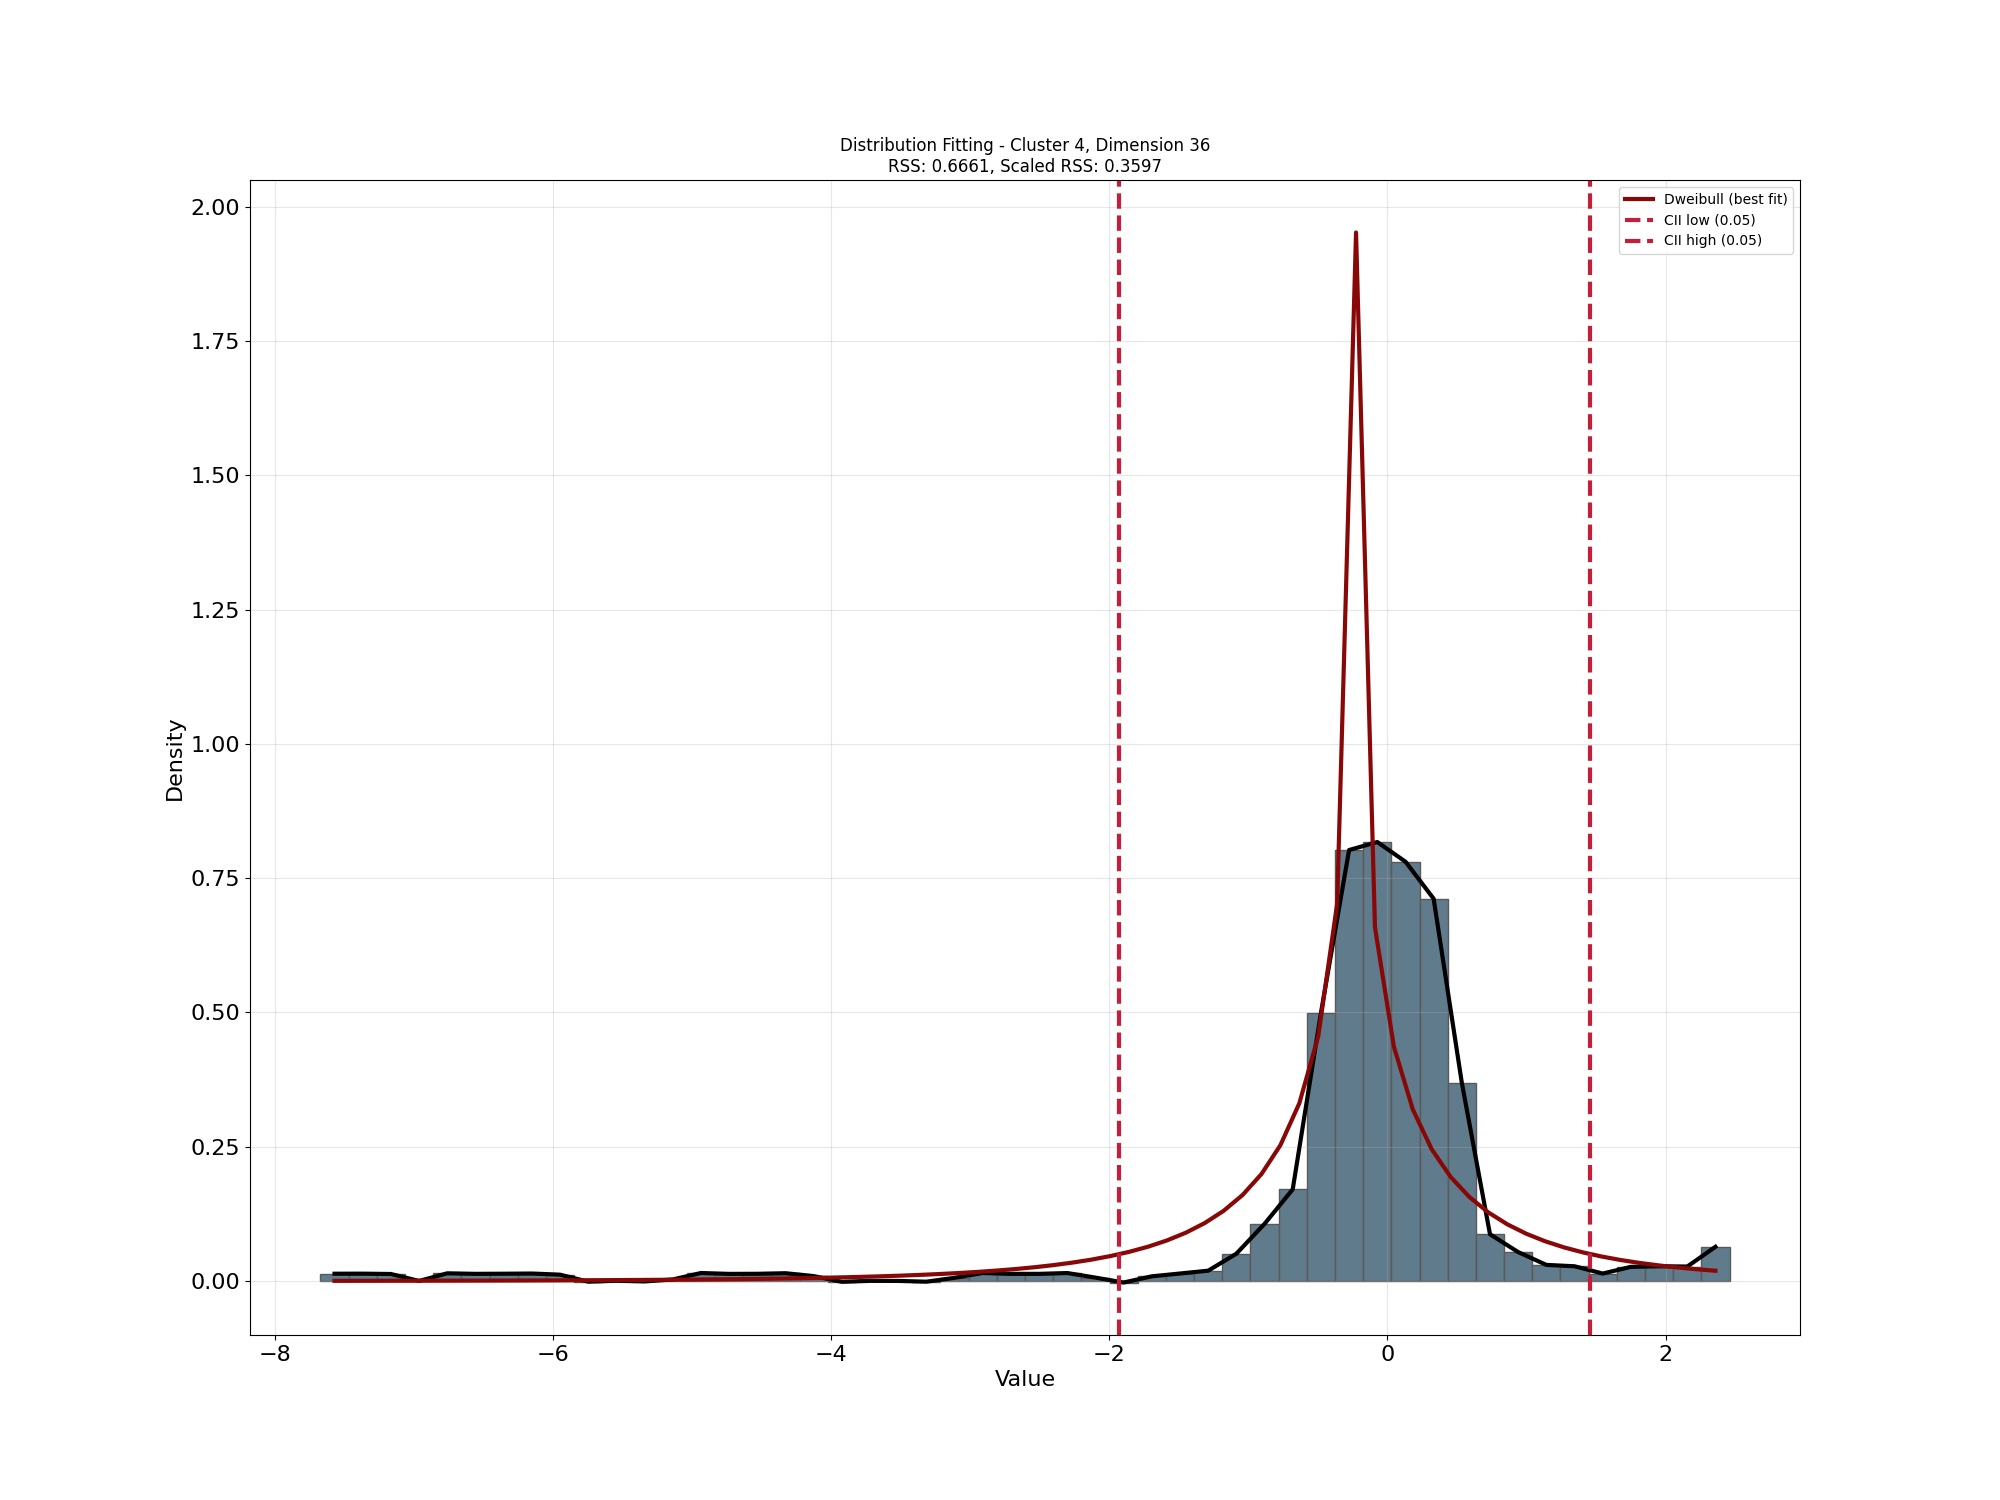 Distribution Fitting - Cluster 4, Dimension 36
RSS: 0.6661, Scaled RSS: 0.3597
Dweibull (best fit)
CII low (0.05)
CII high (0.05)
2.00
1.75
1.50
1.25
1.00
0.75
0.50
0.25
0.00
Density
−8
−6
−4
−2
0
2
Value